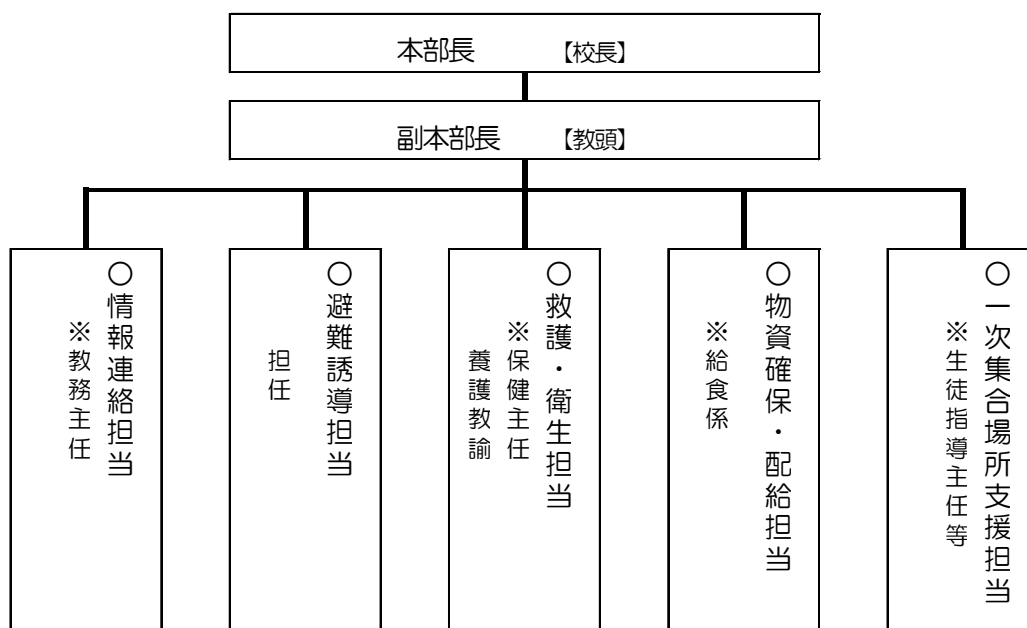 本部長　【校長】
副本部長　【教頭】
○情報連絡担当
※教務主任
○避難誘導担当
担任
○救護・衛生担当
※保健主任
養護教諭
○物資確保・配給担当
※給食係
○一次集合場所支援担当
※生徒指導主任等